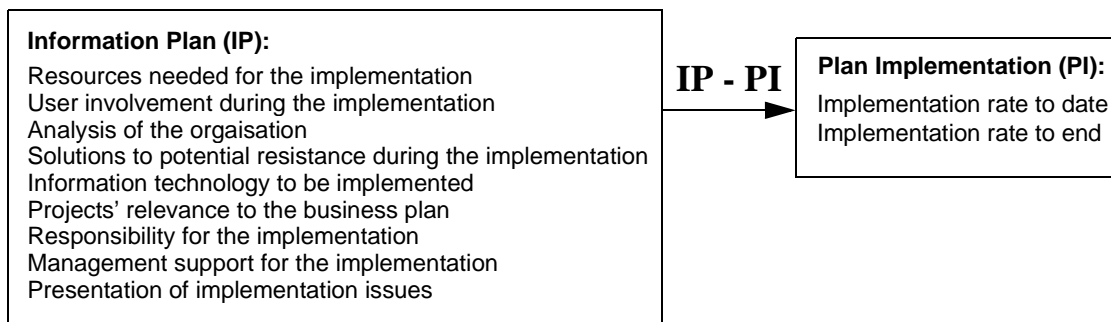 Information Plan (IP):
Resources needed for the implementation
User involvement during the implementation
Analysis of the orgaisation
Solutions to potential resistance during the implementation
Information technology to be implemented
Projects’ relevance to the business plan
Responsibility for the implementation
Management support for the implementation
Presentation of implementation issues
IP - PI
Plan Implementation (PI):
Implementation rate to date
Implementation rate to end